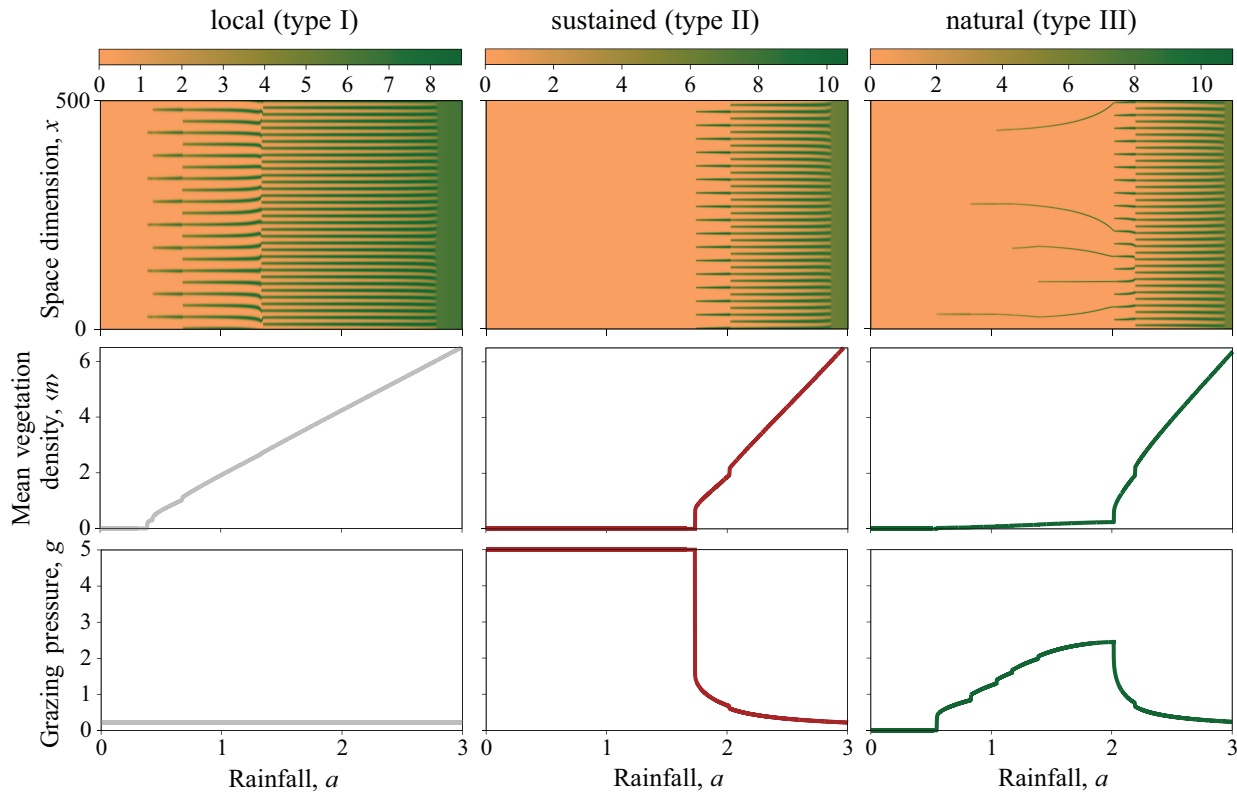 local (type I)
sustained (type II)
natural (type III)
0 1 2 3 4 5 6 7 8
0 2 4 6 8 10
0 2 4 6 8 10
500
Space dimension, x
0
6
4
2
0
Mean vegetation
density, ⟨n⟩
5
4
3
2
1
0
Grazing pressure, g
0 1 2 3
0 1 2 3
0 1 2 3
Rainfall, a
Rainfall, a
Rainfall, a